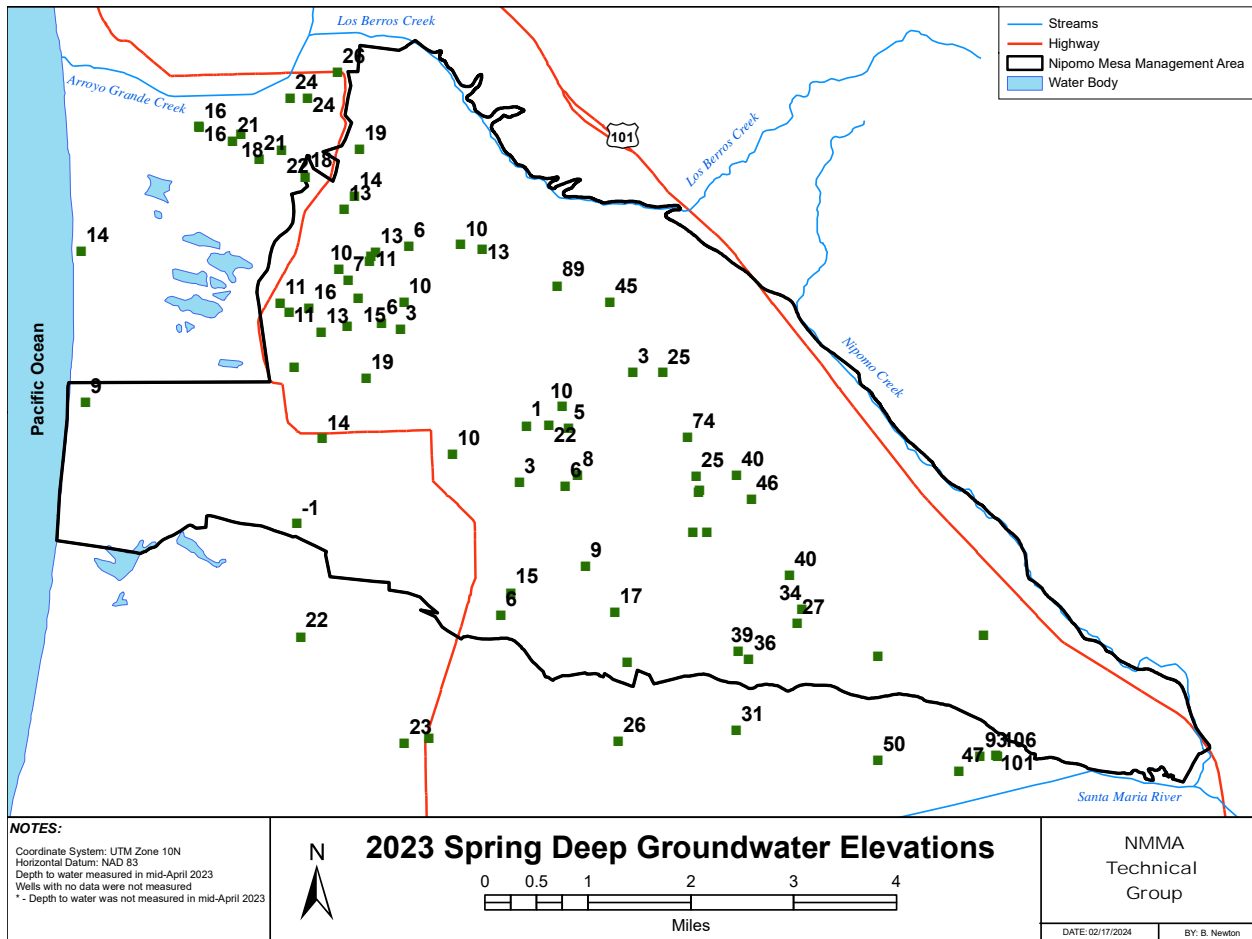 Los Berros Creek
Streams
Highway
Nipomo Mesa Management Area
Water Body
26
Arroyo Grande Creek
24
24
16
16
21
21
18
22
18
19
14
13
101
Los Berros Creek
14
10
7
13
11
6
10
13
89
45
11
11
16
13
15
6
10
3
19
3
25
Nipomo Creek
Pacific Ocean
9
14
10
1
10
5
22
74
3
6
8
25
40
46
-1
9
15
6
17
40
34
27
22
39
36
23
26
31
50
47
93
106
101
Santa Maria River
NOTES:
Coordinate System: UTM Zone 10N
Horizontal Datum: NAD 83
Depth to water measured in mid-April 2023
Wells with no data were not measured
* - Depth to water was not measured in mid-April 2023
N
2023 Spring Deep Groundwater Elevations
0 0.5 1 2 3 4
Miles
NMMA
Technical
Group
DATE: 02/17/2024
BY: B. Newton